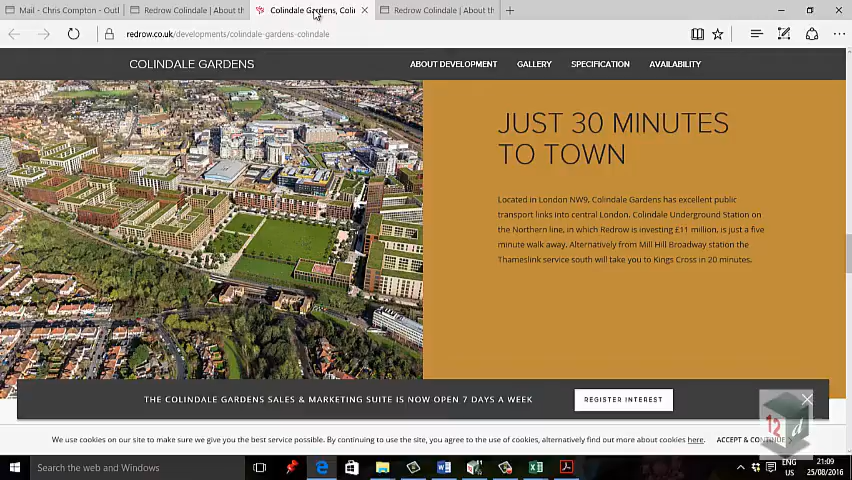 Mail - Chris Compton - Outl
Redrow Colindale | About th
Colindale Gardens, Coli
Redrow Colindale | About th
redrow.co.uk/developments/colindale-gardens-colindale
COLINDALE GARDENS
ABOUT DEVELOPMENT
GALLERY
SPECIFICATION
AVAILABILITY
JUST 30 MINUTES
TO TOWN
Located in London NW9, Colindale Gardens has excellent public
transport links into central London. Colindale Underground Station on
the Northern line, in which Redrow is investing £11 million, is just a five
minute walk away. Alternatively from Mill Hill Broadway station the
Thameslink service south will take you to Kings Cross in 20 minutes.
THE COLINDALE GARDENS SALES & MARKETING SUITE IS NOW OPEN 7 DAYS A WEEK
REGISTER INTEREST
We use cookies on our site to make sure we give you the best service possible. By continuing to use the site, you agree to the use of cookies, alternatively find out more about cookies here.
ACCEPT & CONTINUE
12 d
Search the web and Windows
ENG
US
21:09
25/08/2016